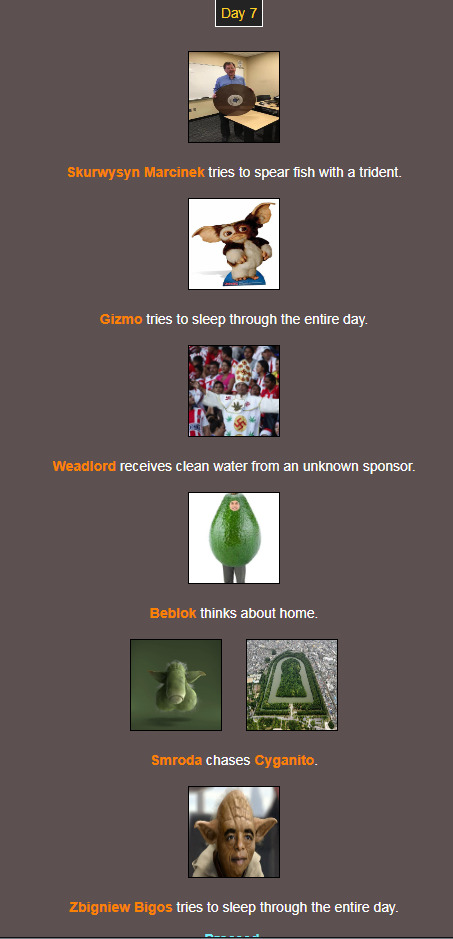 Day 7
Skurwysyn Marcinek tries to spear fish with a trident.
Gizmo tries to sleep through the entire day.
Weadlord receives clean water from an unknown sponsor.
Beblok thinks about home.
Smroda chases Cyganito.
Zbigniew Bigos tries to sleep through the entire day.
Proceed